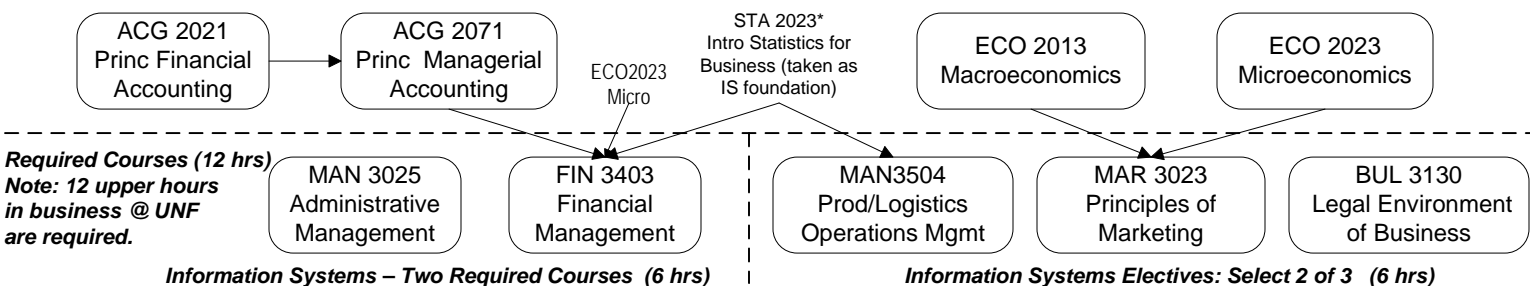 ACG 2021
Princ Financial
Accounting
ACG 2071
Princ Managerial
Accounting
ECO2023
Micro
STA 2023*
Intro Statistics for
Business (taken as
IS foundation)
ECO 2013
Macroeconomics
ECO 2023
Microeconomics
Required Courses (12 hrs)
Note: 12 upper hours
in business @ UNF
are required.
MAN 3025
Administrative
Management
FIN 3403
Financial
Management
MAN3504
Prod/Logistics
Operations Mgmt
MAR 3023
Principles of
Marketing
BUL 3130
Legal Environment
of Business
Information Systems – Two Required Courses (6 hrs)
Information Systems Electives: Select 2 of 3 (6 hrs)